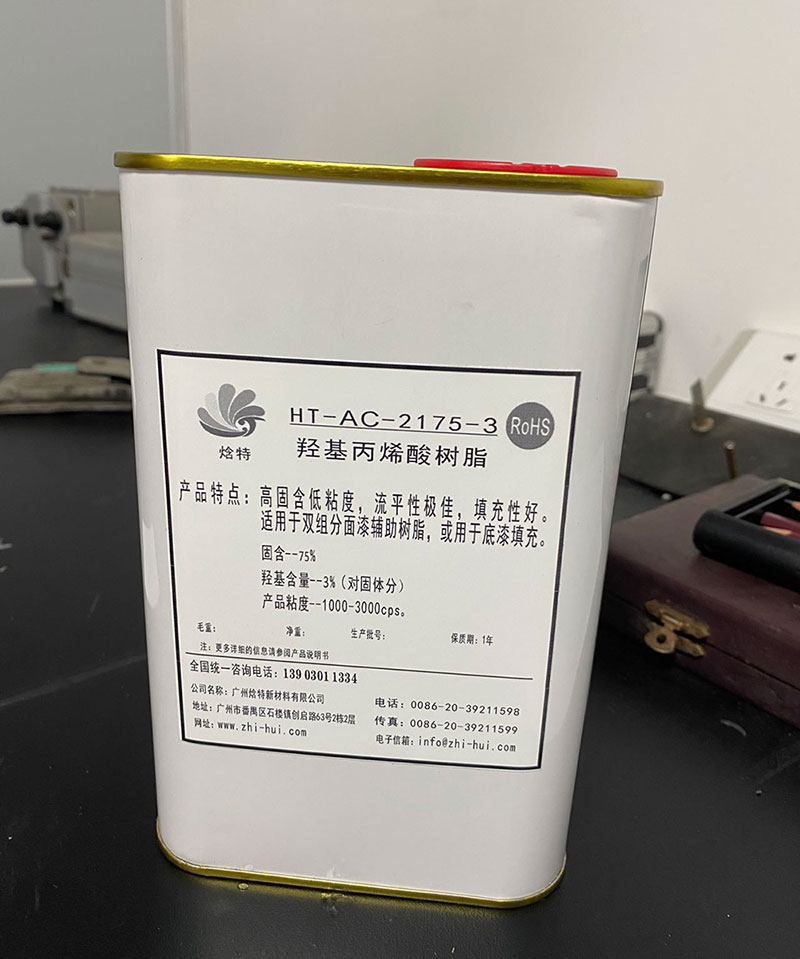 HT-AC-2175-3
RoHS
焓特
羟基丙烯酸树脂
产品特点：高固含低粘度，流平性极佳，填充性好。
适用于双组分面漆辅助树脂，或用于底漆填充。
固含--75%
羟基含量--3%（对固体分）
产品粘度--1000-3000cps。
毛重： 净重： 生产批号： 保质期：1年
注：更多详细的信息请参阅产品说明书
全国统一咨询电话：139 0301 1334
公司名称：广州焓特新材料有限公司
地址：广州市番禺区石楼镇创启路63号2栋2层
网址：www.zhi-hui.com
电话：0086-20-39211598
传真：0086-20-39211599
电子信箱：info@zhi-hui.com